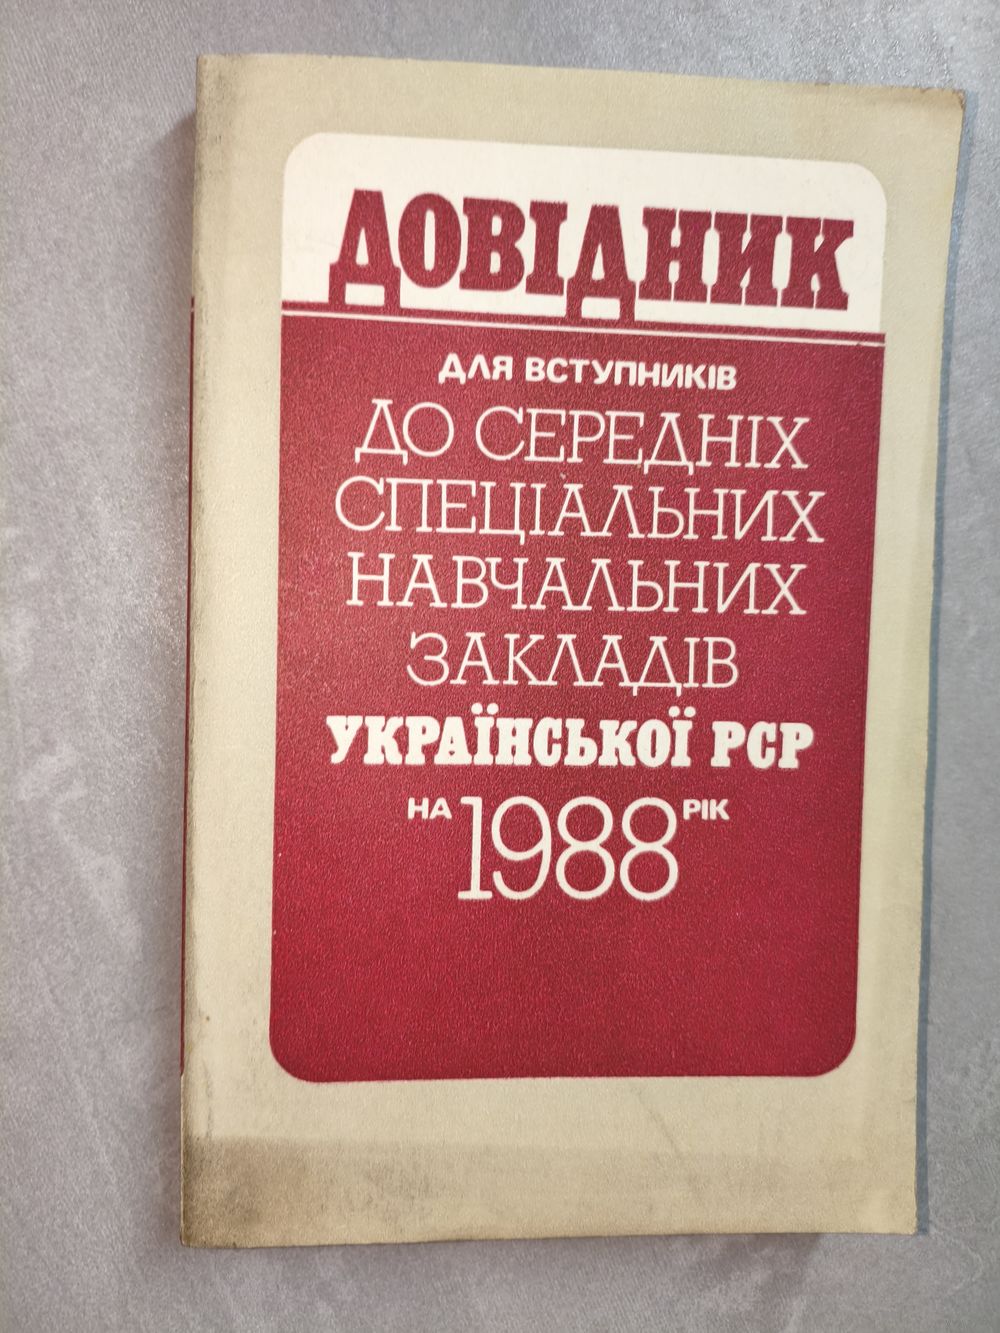 ДОВІДНИК
ДЛЯ ВСТУПНИКІВ
ДО СЕРЕДНІХ
СПЕЦІАЛЬНИХ
НАВЧАЛЬНИХ
ЗАКЛАДІВ
УКРАЇНСЬКОЇ РСР
НА 1988 РІК